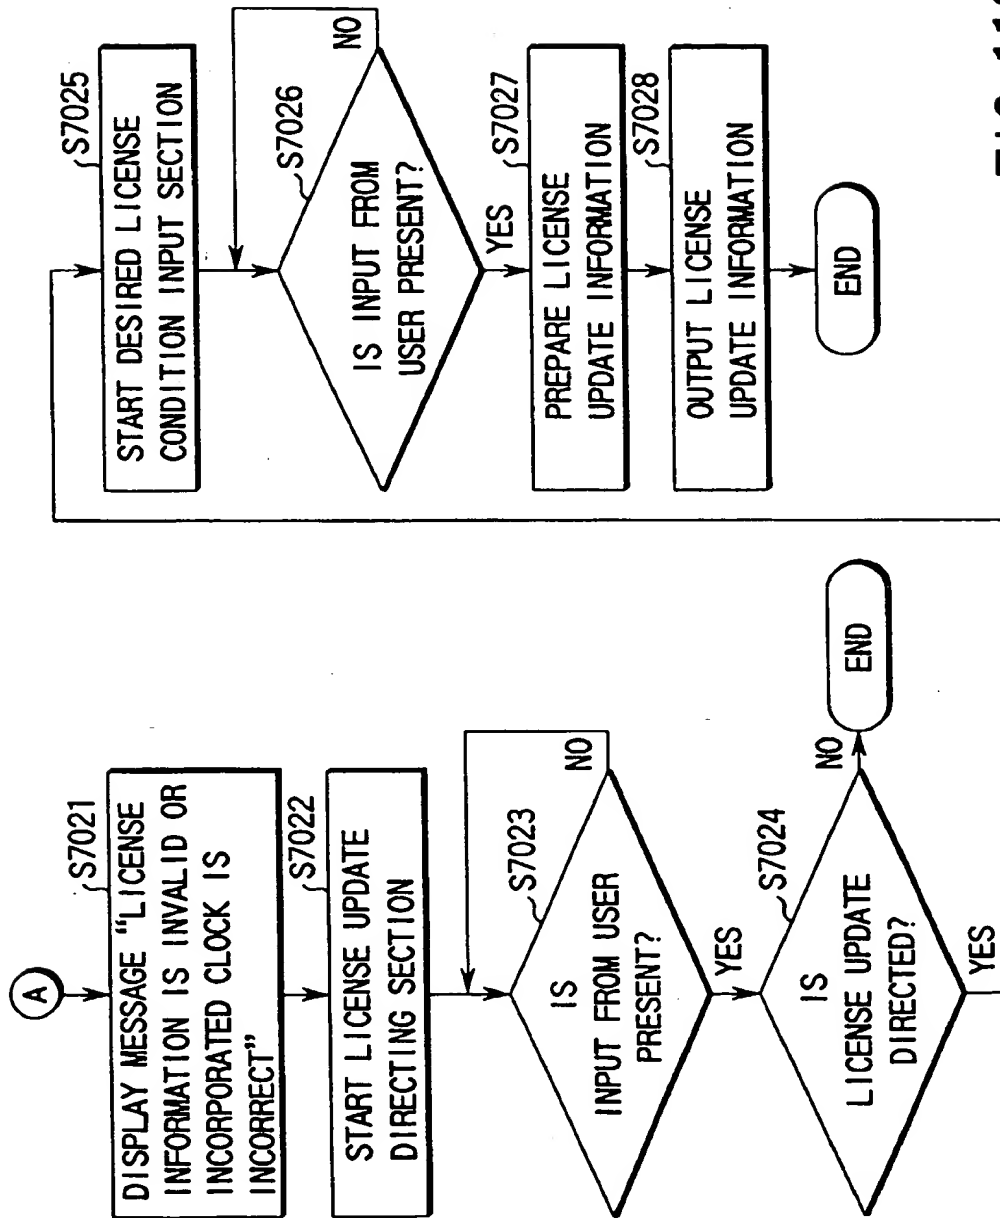 A
S7021
DISPLAY MESSAGE "LICENSE
INFORMATION IS INVALID OR
INCORPORATED CLOCK IS
INCORRECT"
S7022
START LICENSE UPDATE
DIRECTING SECTION
S7023
IS
INPUT FROM USER
PRESENT?
NO
YES
S7024
IS
LICENSE UPDATE
DIRECTED?
NO
END
YES
S7025
START DESIRED LICENSE
CONDITION INPUT SECTION
S7026
IS INPUT FROM
USER PRESENT?
NO
YES
S7027
PREPARE LICENSE
UPDATE INFORMATION
S7028
OUTPUT LICENSE
UPDATE INFORMATION
END